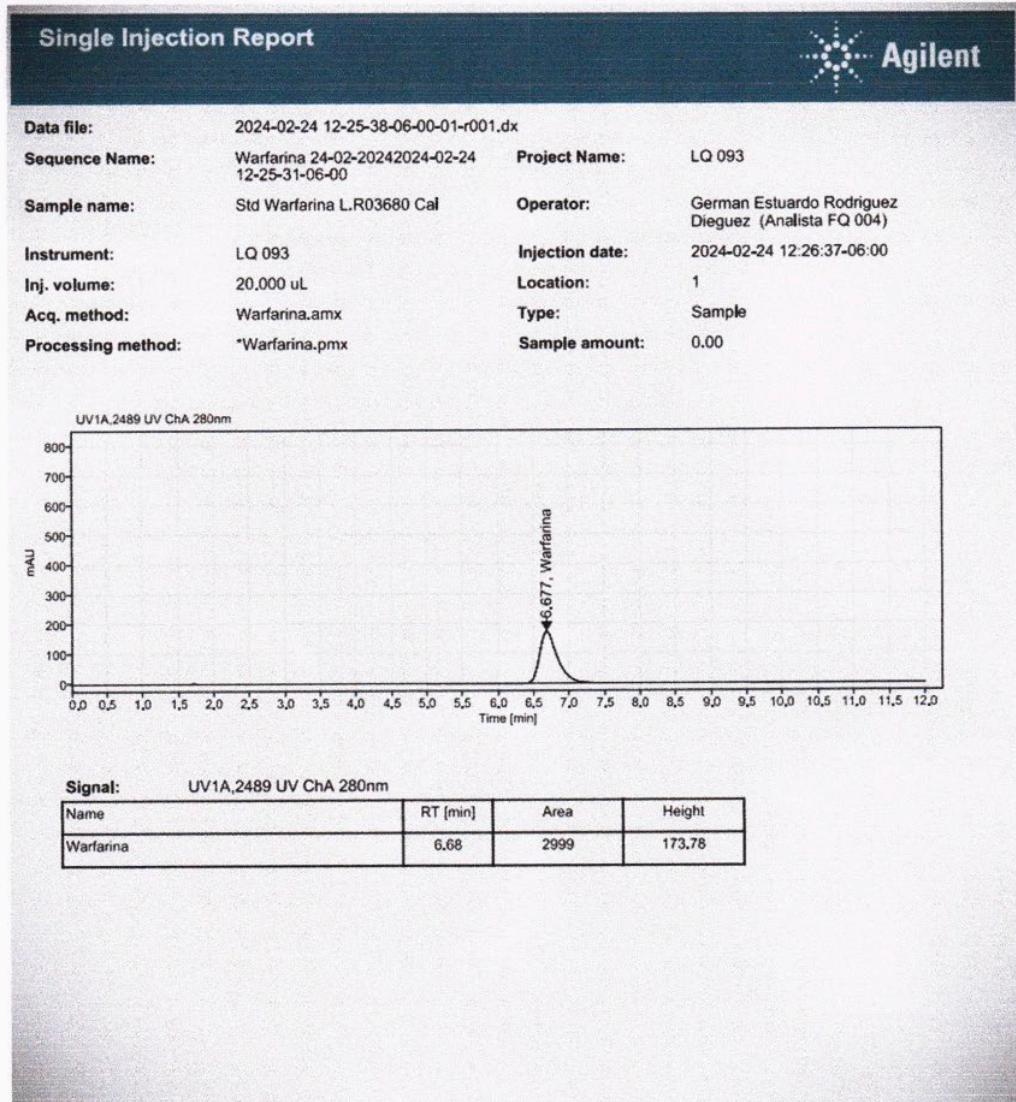 Single Injection Report
Agilent
Data file: 2024-02-24 12-25-38-06-00-01-r001.dx
Sequence Name: Warfarina 24-02-20242024-02-24 Project Name: LQ 093
12-25-31-06-00
Sample name: Std Warfarina L.R03680 Cal Operator: German Estuardo Rodriguez
Dieguez (Analista FQ 004)
Instrument: LQ 093 Injection date: 2024-02-24 12:26:37-06:00
Inj. volume: 20,000 uL Location: 1
Acq. method: Warfarina.amx Type: Sample
Processing method: *Warfarina.pmx Sample amount: 0.00
UV1A,2489 UV ChA 280nm
800
700
600
500
400
300
200
100
0
mAU
6,677, Warfarina
0,0 0,5 1,0 1,5 2,0 2,5 3,0 3,5 4,0 4,5 5,0 5,5 6,0 6,5 7,0 7,5 8,0 8,5 9,0 9,5 10,0 10,5 11,0 11,5 12,0
Time [min]
Signal: UV1A,2489 UV ChA 280nm
Name RT [min] Area Height
Warfarina 6,68 2999 173,78